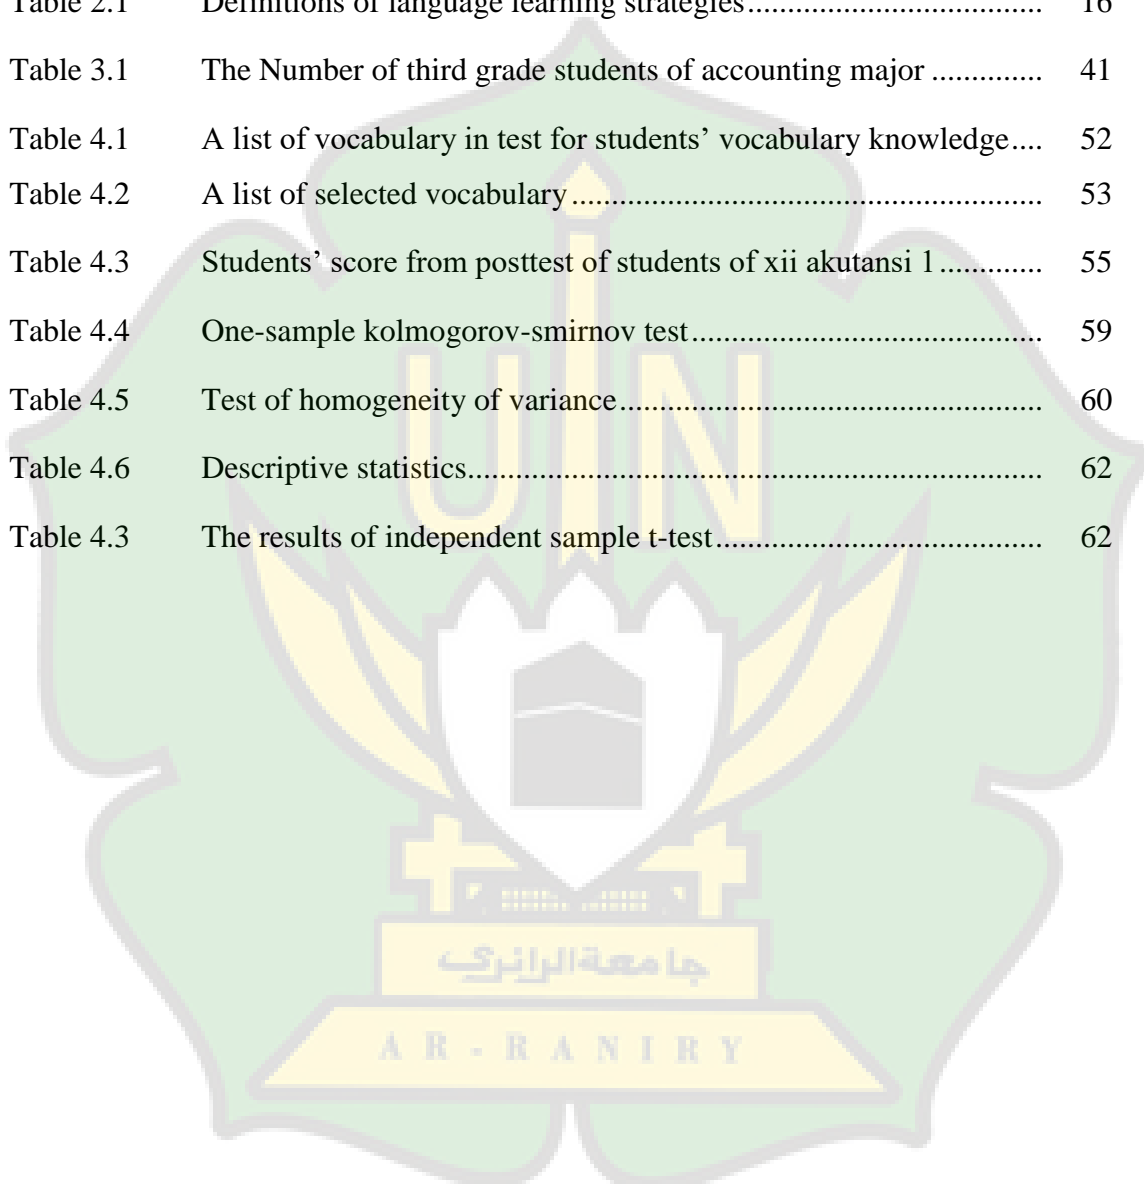 Table 2.1 Definitions of language learning strategies.................................... 16
Table 3.1 The Number of third grade students of accounting major ............. 41
Table 4.1 A list of vocabulary in test for students’ vocabulary knowledge.... 52
Table 4.2 A list of selected vocabulary......................................................... 53
Table 4.3 Students’ score from posttest of students of xii akutansi 1............. 55
Table 4.4 One-sample kolmogorov-smirnov test........................................... 59
Table 4.5 Test of homogeneity of variance.................................................... 60
Table 4.6 Descriptive statistics...................................................................... 62
Table 4.3 The results of independent sample t-test........................................ 62
UIN
جامعة الرانري
AR-RANIRY